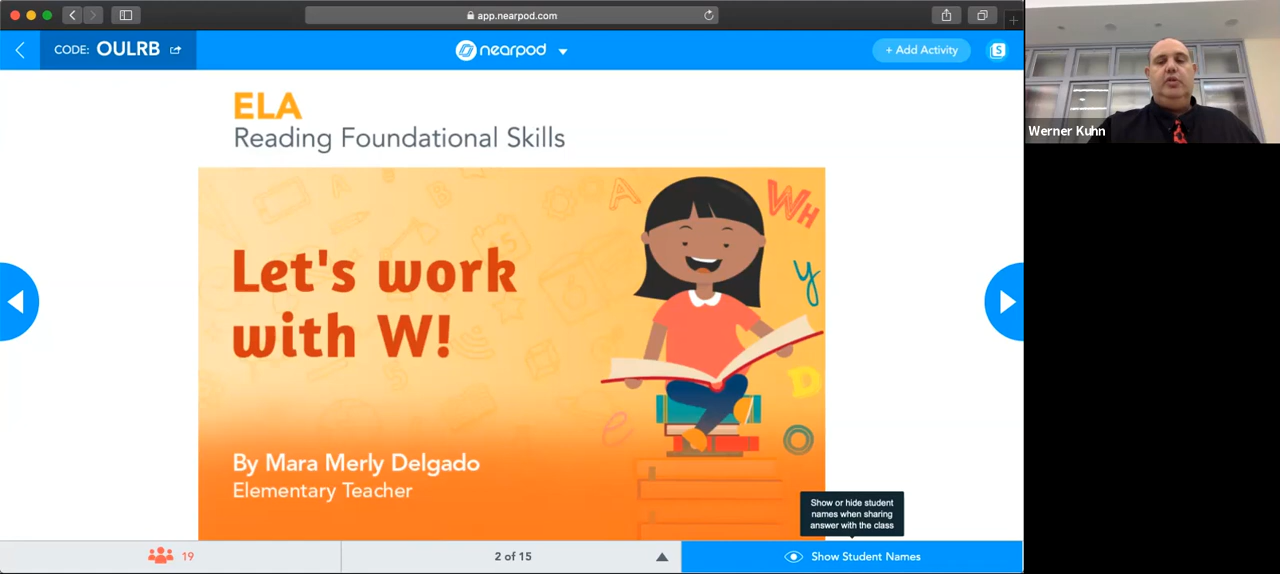 app.nearpod.com
CODE: OULRB
nearpod
+ Add Activity
S
ELA
Reading Foundational Skills
Let's work
with W!
By Mara Merly Delgado
Elementary Teacher
A
WH
y
D
e
O
Show or hide student
names when sharing
answer with the class
19
2 of 15
Show Student Names
Werner Kuhn